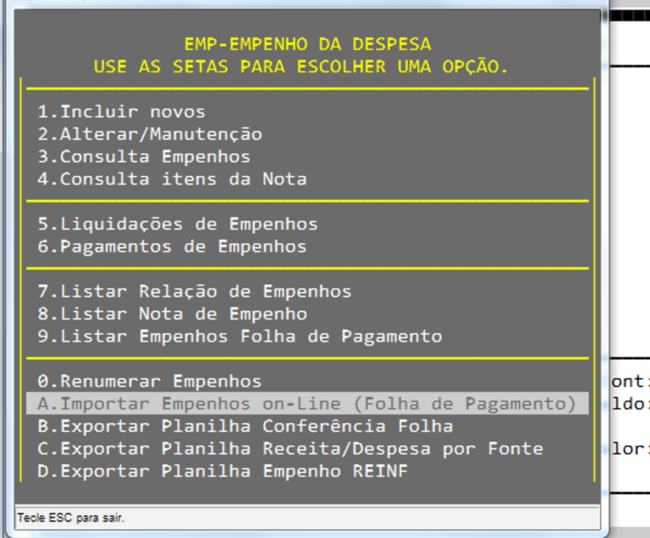 EMP-EMPENHO DA DESPESA
USE AS SETAS PARA ESCOLHER UMA OPÇÃO.
1.Incluir novos
2.Alterar/Manutenção
3.Consulta Empenhos
4.Consulta itens da Nota
5.Liquidações de Empenhos
6.Pagamentos de Empenhos
7.Listar Relação de Empenhos
8.Listar Nota de Empenho
9.Listar Empenhos Folha de Pagamento
0.Renumerar Empenhos
ont:
A.Importar Empenhos on-Line (Folha de Pagamento)
ldo:
B.Exportar Planilha Conferência Folha
C.Exportar Planilha Receita/Despesa por Fonte
lor:
D.Exportar Planilha Empenho REINF
Tecle ESC para sair.